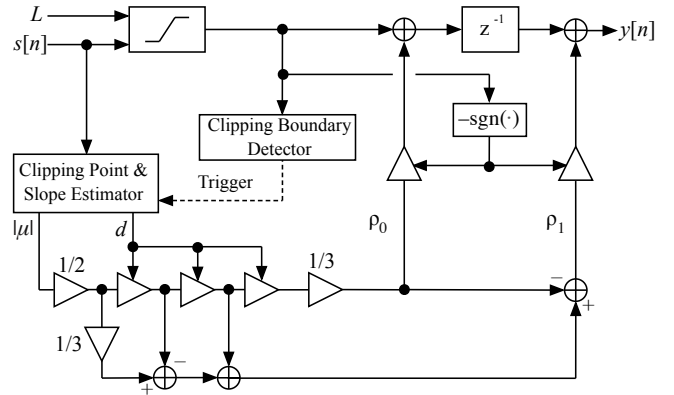 L
s[n]
z⁻¹
y[n]
–sgn(·)
Clipping Boundary
Detector
Trigger
Clipping Point &
Slope Estimator
|μ|
d
ρ₀
ρ₁
1/2
1/3
1/3
–
+
–
+